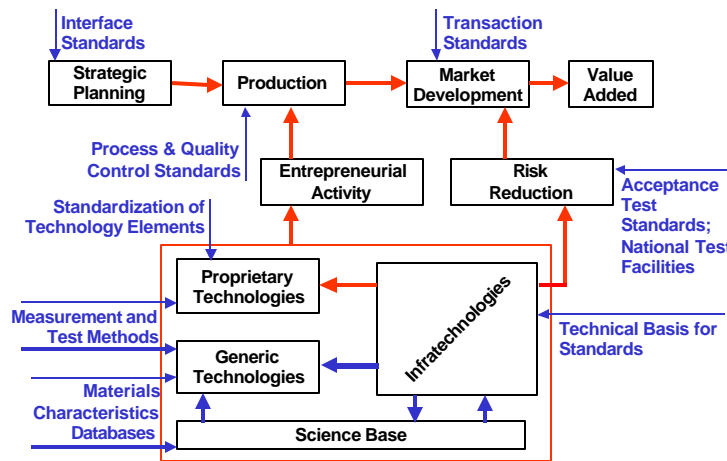 Interface
Standards
Transaction
Standards
Strategic
Planning
Production
Market
Development
Value
Added
Process & Quality
Control Standards
Entrepreneurial
Activity
Risk
Reduction
Acceptance
Test
Standards;
National Test
Facilities
Standardization of
Technology Elements
Proprietary
Technologies
Infratechnologies
Measurement and
Test Methods
Technical Basis for
Standards
Generic
Technologies
Materials
Characteristics
Databases
Science Base